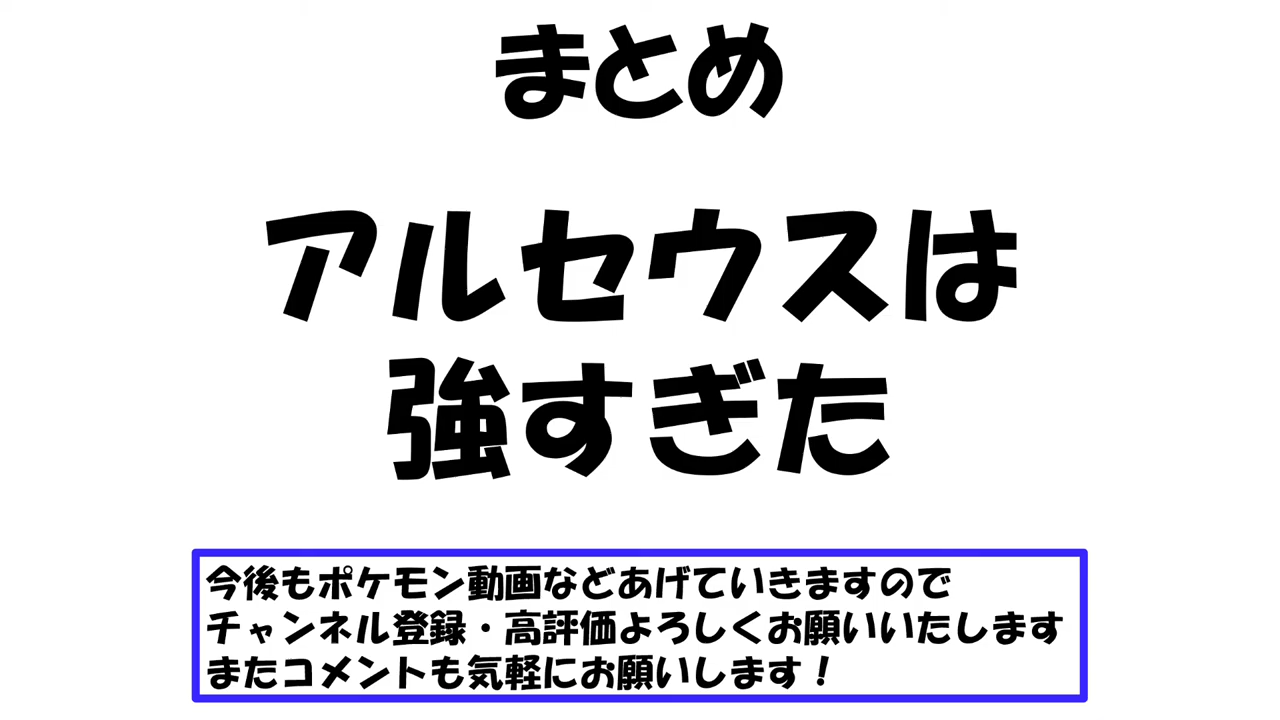 まとめ
アルセウスは
強すぎた
今後もポケモン動画などあげていきますので
チャンネル登録・高評価よろしくお願いいたします
またコメントも気軽にお願いします！